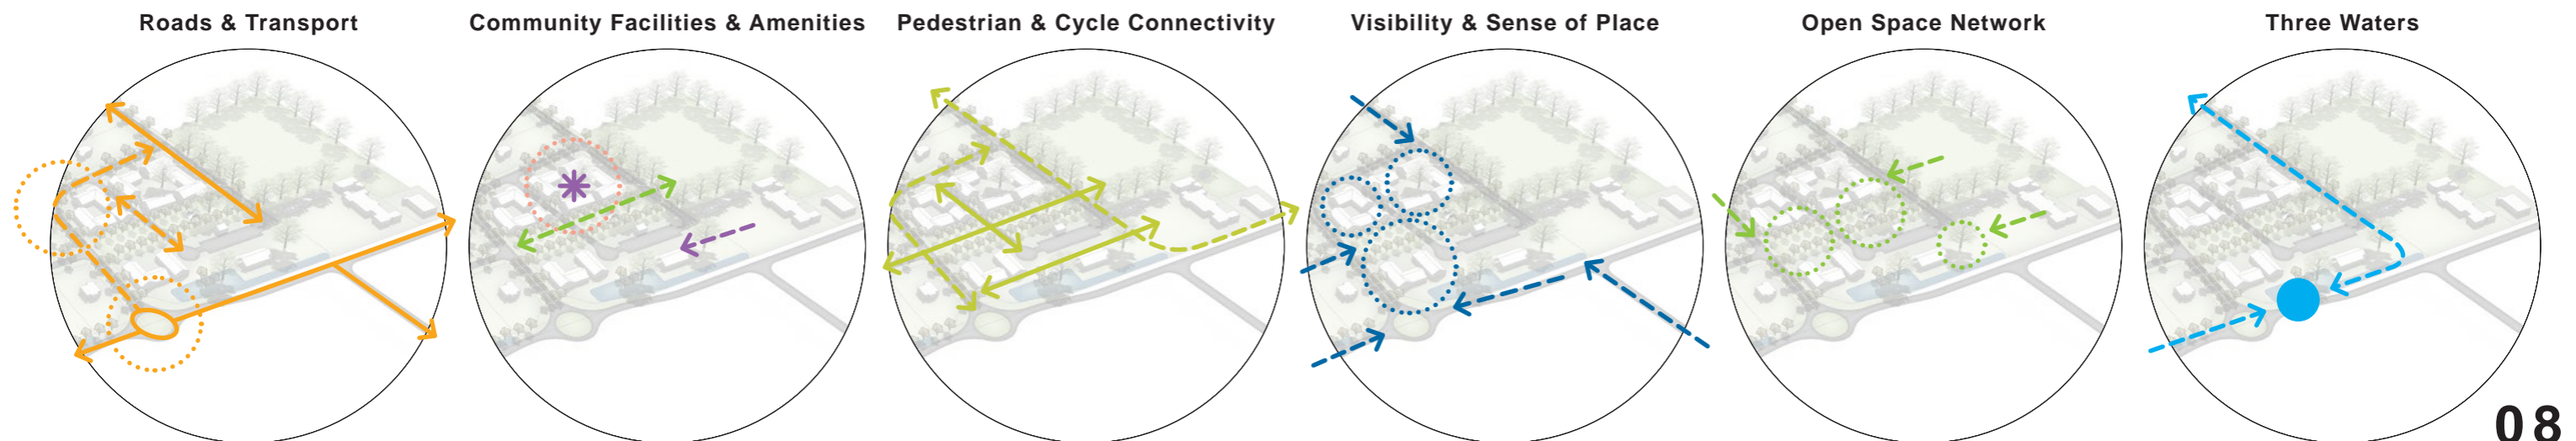 Roads & Transport
Community Facilities & Amenities
Pedestrian & Cycle Connectivity
Visibility & Sense of Place
Open Space Network
Three Waters
08